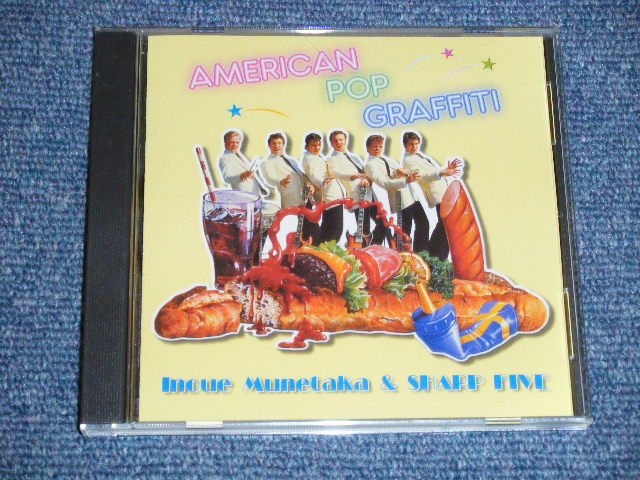 AMERICAN
POP
GRAFFITI
Inoue Munetaka & SHARP FIVE